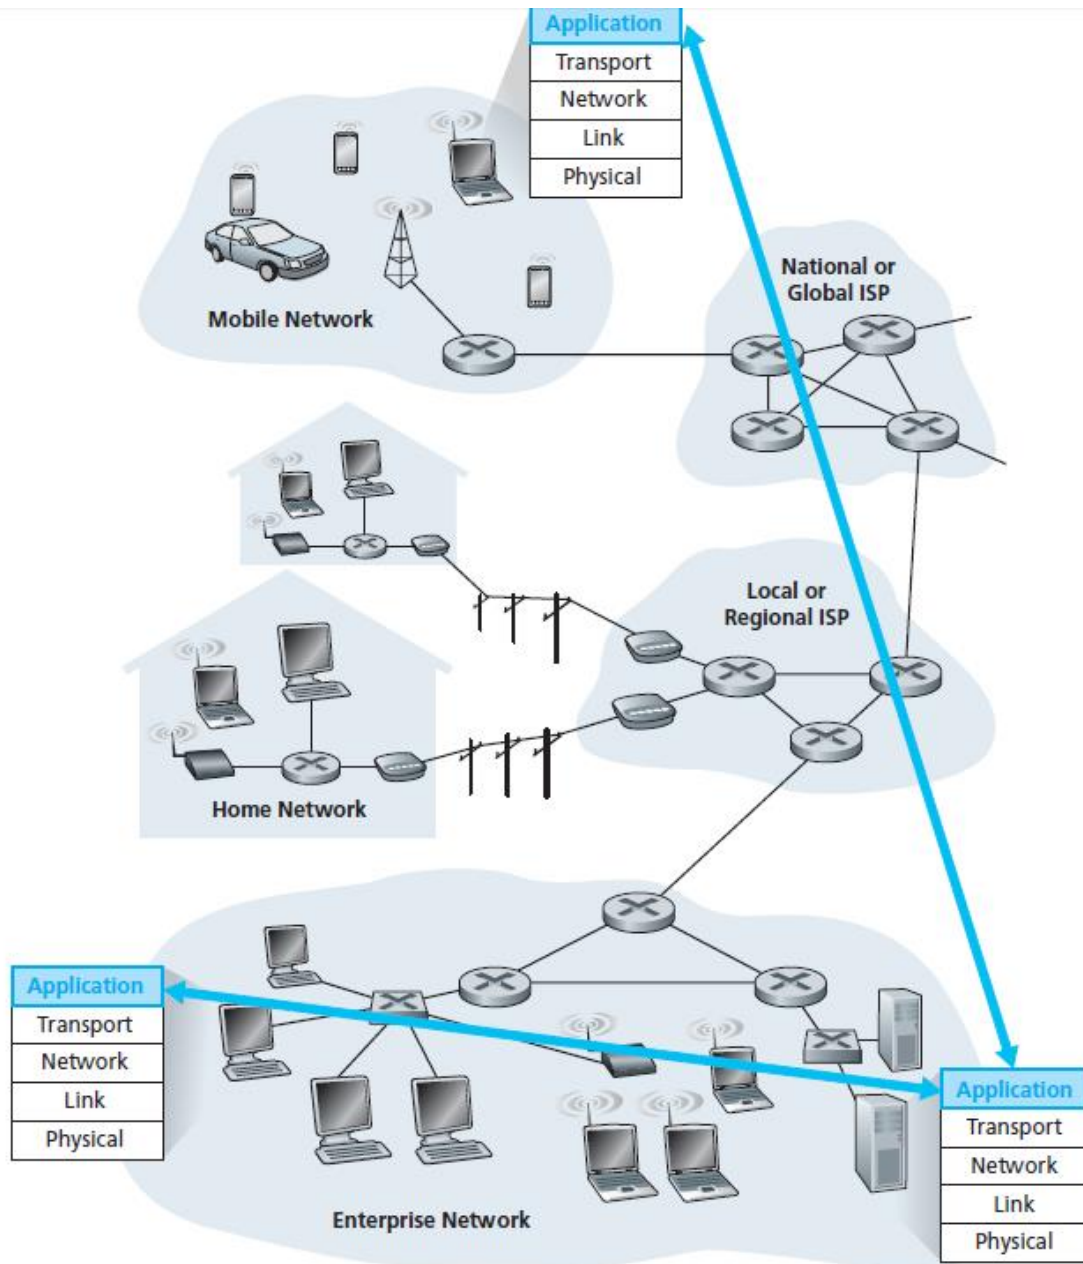 Application
Transport
Network
Link
Physical
National or
Global ISP
Mobile Network
Local or
Regional ISP
Home Network
Application
Transport
Network
Link
Physical
Application
Transport
Network
Link
Physical
Enterprise Network